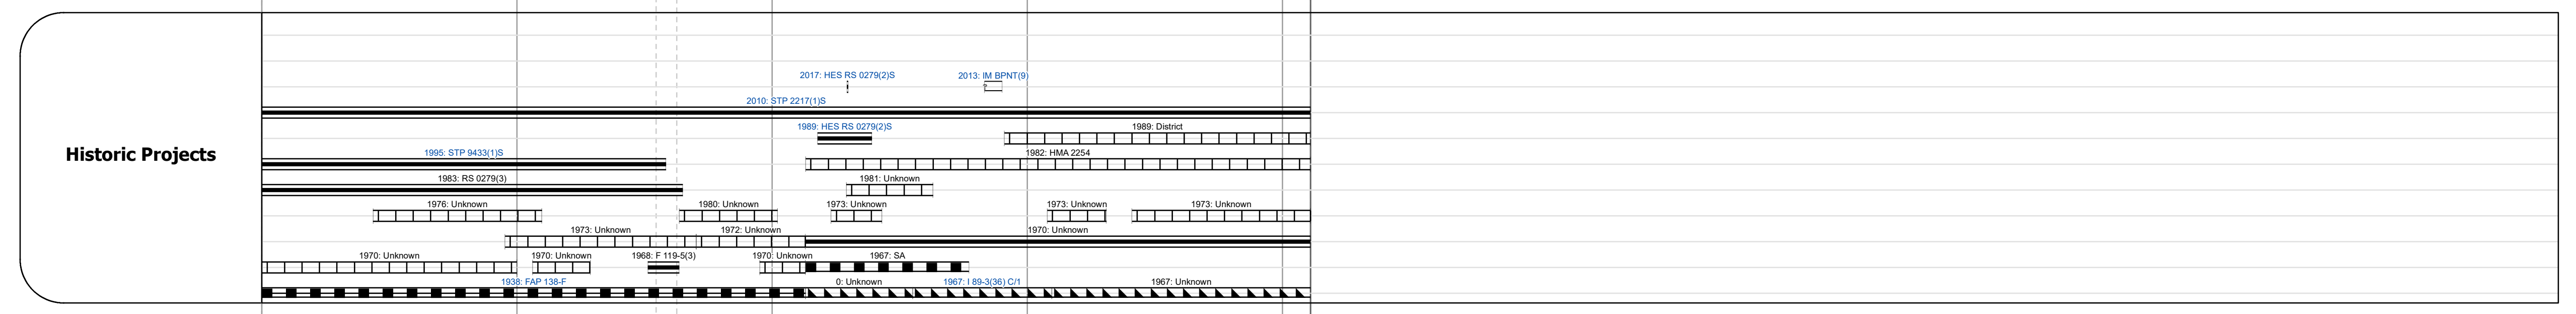 2017: HES RS 0279(2)S 2013: IM BPNT(9)
2010: STP 2217(1)S
1989: HES RS 0279(2)S 1989: District
Historic Projects
1995: STP 9433(1)S 1982: HMA 2254
1983: RS 0279(3) 1981: Unknown
1976: Unknown 1980: Unknown 1973: Unknown 1973: Unknown 1973: Unknown
1973: Unknown 1972: Unknown 1970: Unknown
1970: Unknown 1970: Unknown 1968: F 119-5(3) 1970: Unknown 1967: SA
1938: FAP 138-F 0: Unknown 1967: I 89-3(36) C/1 1967: Unknown